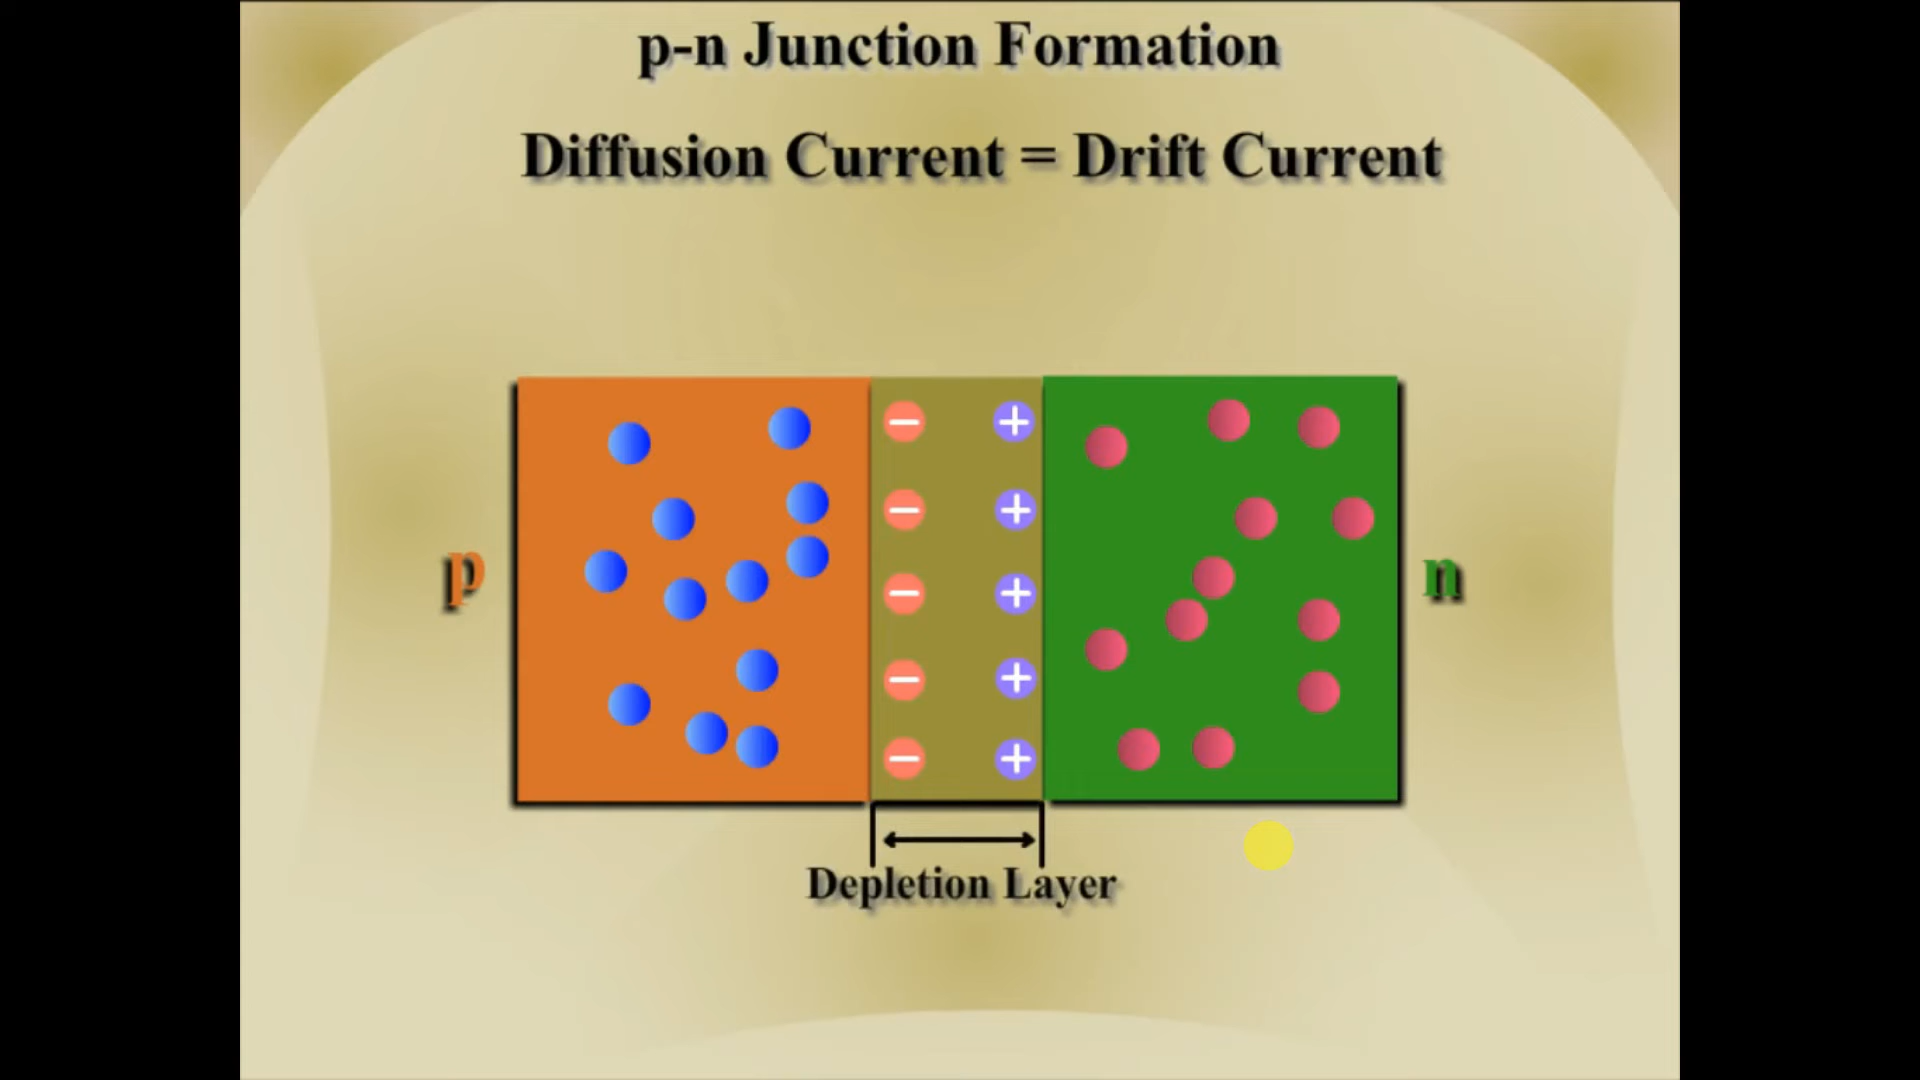 p-n Junction Formation
Diffusion Current = Drift Current
− +
− +
− +
− +
− +
p
n
Depletion Layer